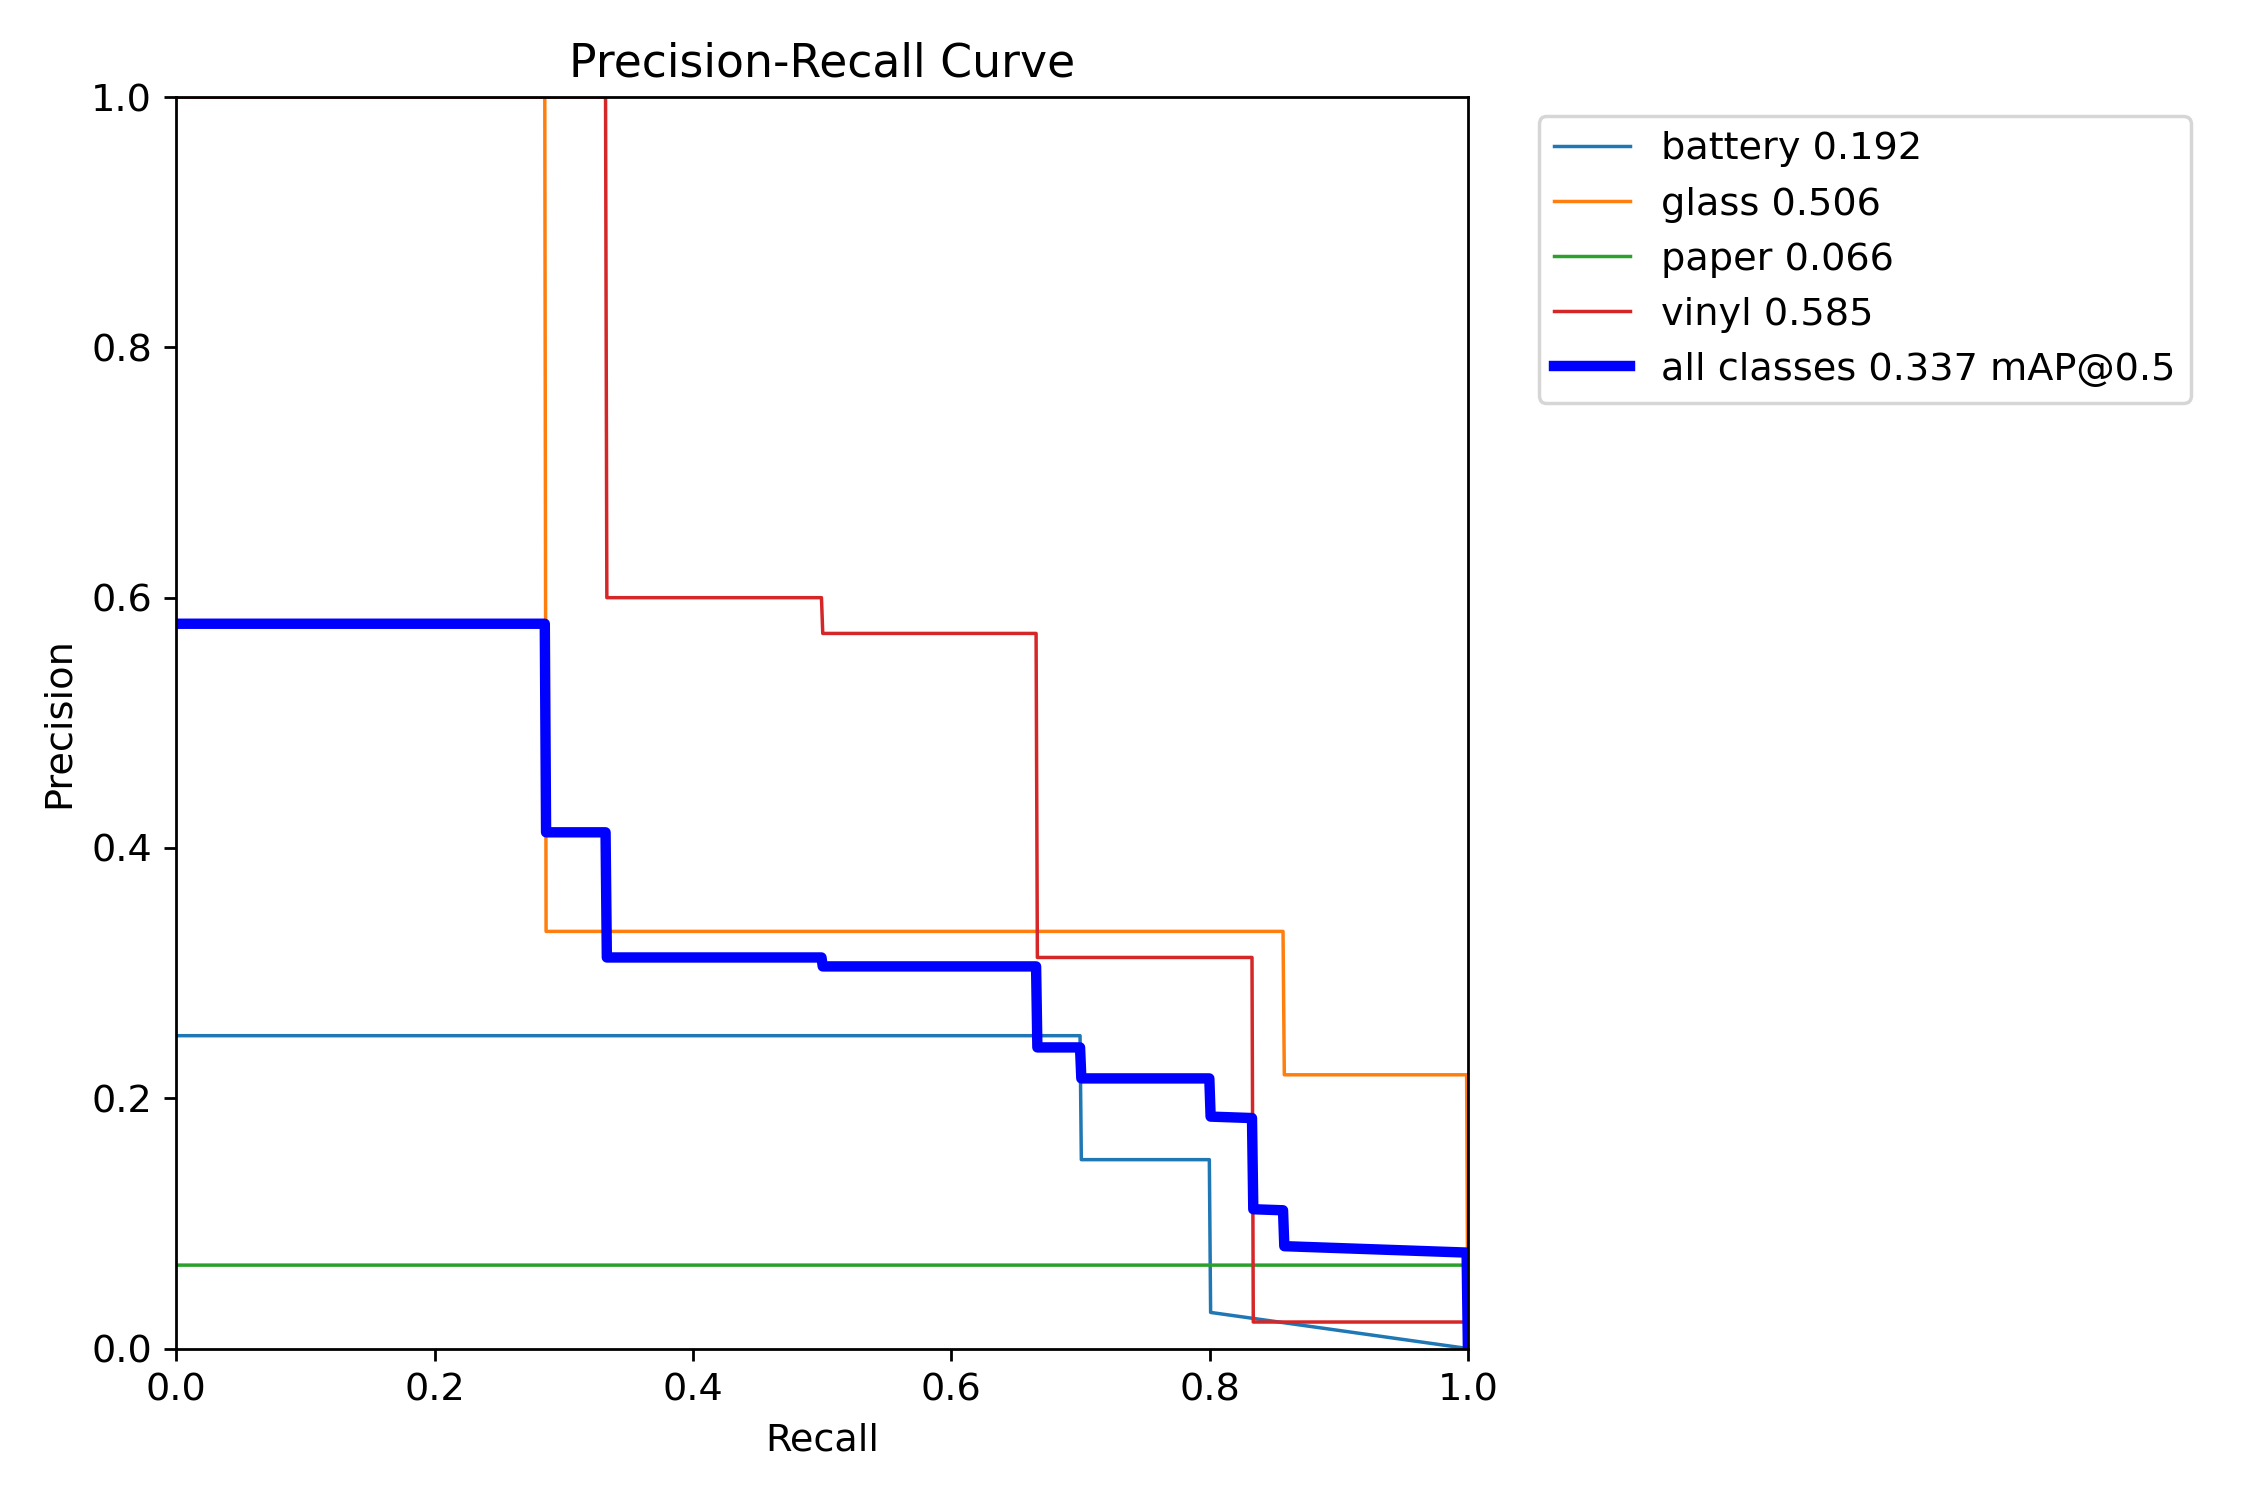 Precision-Recall Curve
1.0
0.8
0.6
0.4
0.2
0.0
Precision
0.0 0.2 0.4 0.6 0.8 1.0
Recall
battery 0.192
glass 0.506
paper 0.066
vinyl 0.585
all classes 0.337 mAP@0.5